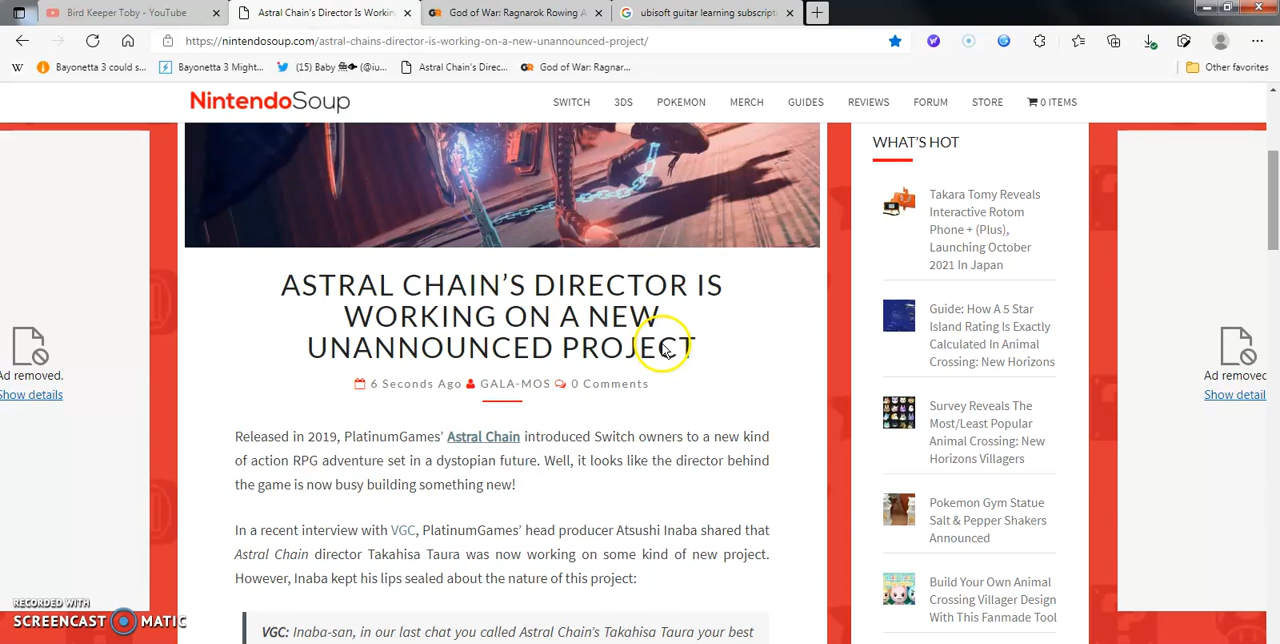 Bird Keeper Toby - YouTube
Astral Chain's Director Is Workin
God of War: Ragnarok Rowing A
ubisoft guitar learning subscripti
https://nintendosoup.com/astral-chains-director-is-working-on-a-new-unannounced-project/
W
Bayonetta 3 could s...
Bayonetta 3 Might...
Astral Chain's Direc...
God of War: Ragnar...
Other favorites
NintendoSoup
SWITCH
3DS
POKEMON
MERCH
GUIDES
REVIEWS
FORUM
STORE
0 ITEMS
ASTRAL CHAIN'S DIRECTOR IS
WORKING ON A NEW
UNANNOUNCED PROJECT
6 Seconds Ago GALA-MOS 0 Comments
Released in 2019, PlatinumGames' Astral Chain introduced Switch owners to a new kind
of action RPG adventure set in a dystopian future. Well, it looks like the director behind
the game is now busy building something new!
In a recent interview with VGC, PlatinumGames' head producer Atsushi Inaba shared that
Astral Chain director Takahisa Taura was now working on some kind of new project.
However, Inaba kept his lips sealed about the nature of this project:
VGC: Inaba-san, in our last chat you called Astral Chain's Takahisa Taura your best
WHAT'S HOT
Takara Tomy Reveals
Interactive Rotom
Phone + (Plus),
Launching October
2021 In Japan
Guide: How A 5 Star
Island Rating Is Exactly
Calculated In Animal
Crossing: New Horizons
Survey Reveals The
Most/Least Popular
Animal Crossing: New
Horizons Villagers
Pokemon Gym Statue
Salt & Pepper Shakers
Announced
Build Your Own Animal
Crossing Villager Design
With This Fanmade Tool
Ad removed.
Show details
Ad removed
Show detail
RECORDED WITH
SCREENCAST MATIC